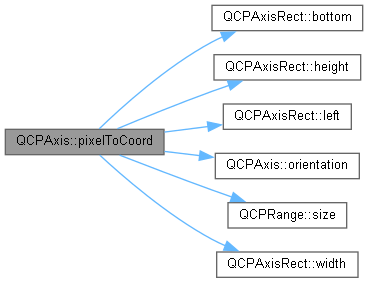 QCPAxis::pixelToCoord
QCPAxisRect::bottom
QCPAxisRect::height
QCPAxisRect::left
QCPAxis::orientation
QCPRange::size
QCPAxisRect::width